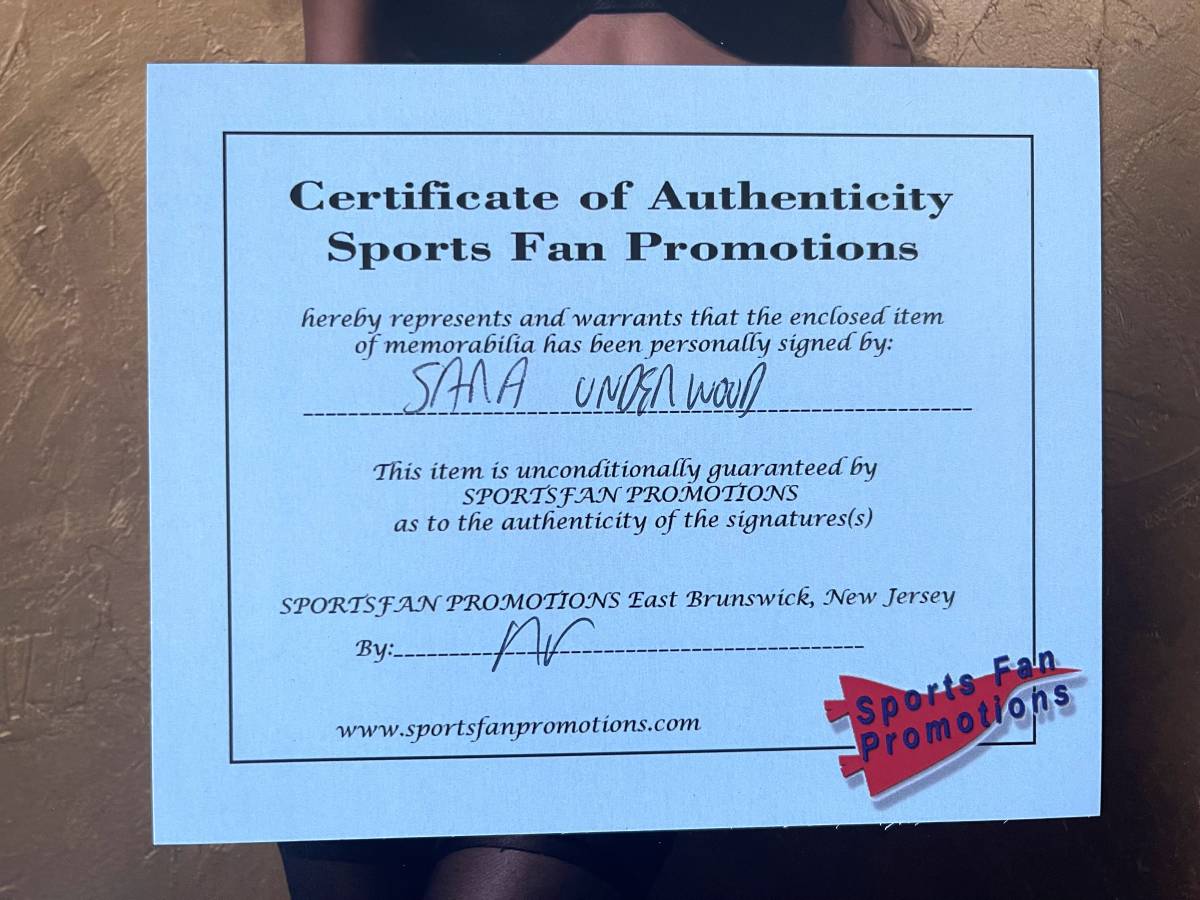 Certificate of Authenticity
Sports Fan Promotions
hereby represents and warrants that the enclosed item
of memorabilia has been personally signed by:
SARA UNDERWOOD
This item is unconditionally guaranteed by
SPORTSFAN PROMOTIONS
as to the authenticity of the signatures(s)
SPORTSFAN PROMOTIONS East Brunswick, New Jersey
By:
www.sportsfanpromotions.com
Sports Fan
Promotions